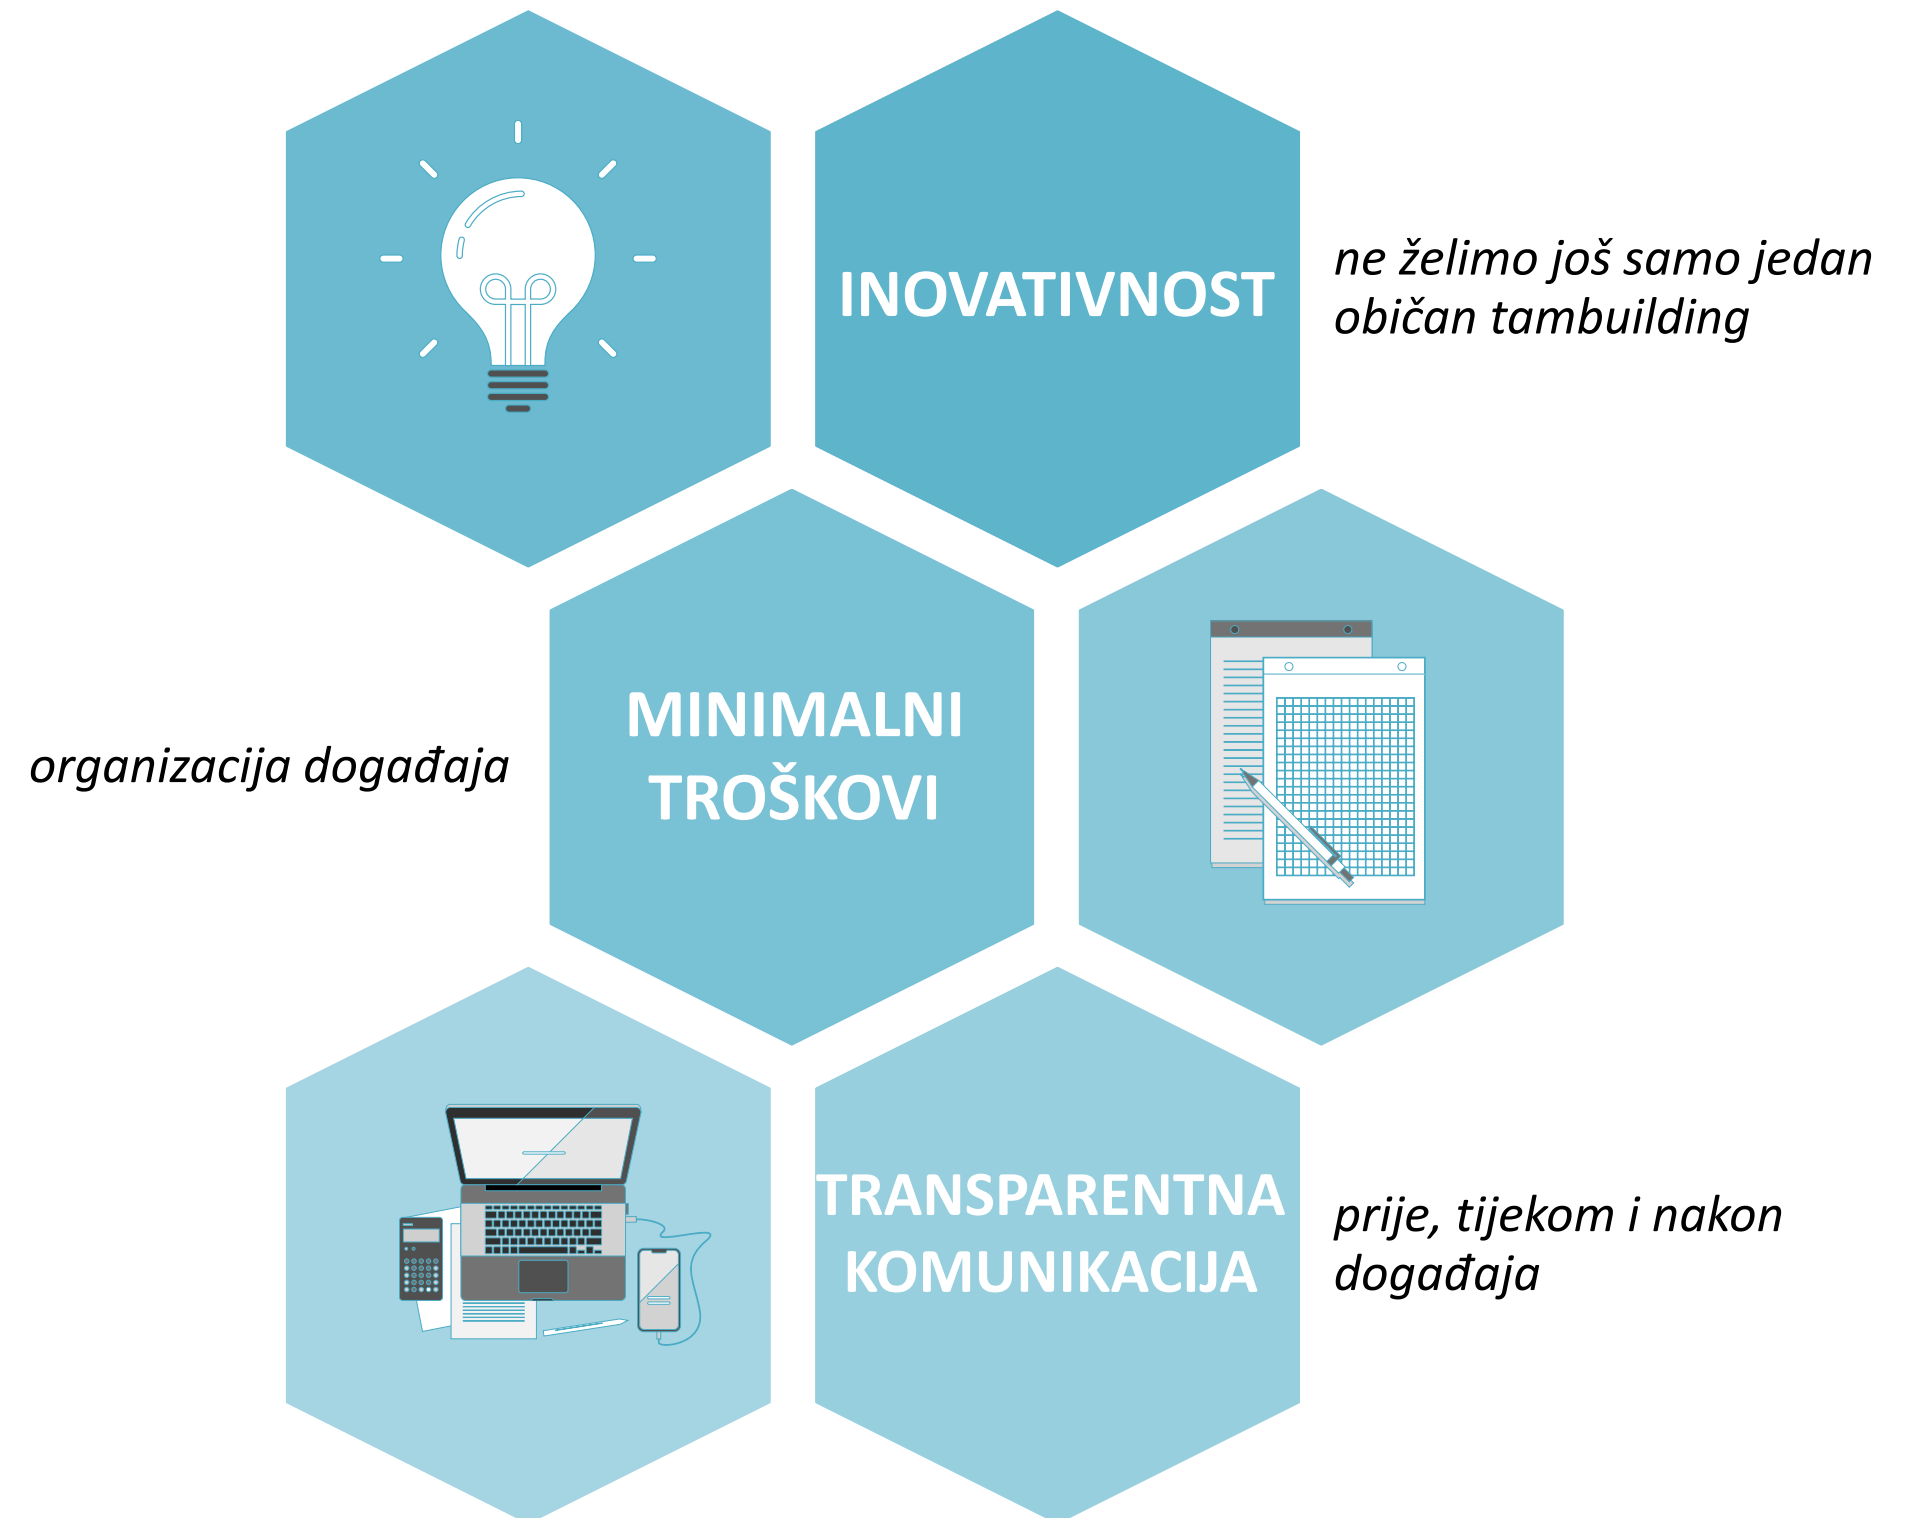 INOVATIVNOST
ne želimo još samo jedan
običan tambuilding
organizacija događaja
MINIMALNI
TROŠKOVI
TRANSPARENTNA
KOMUNIKACIJA
prije, tijekom i nakon
događaja